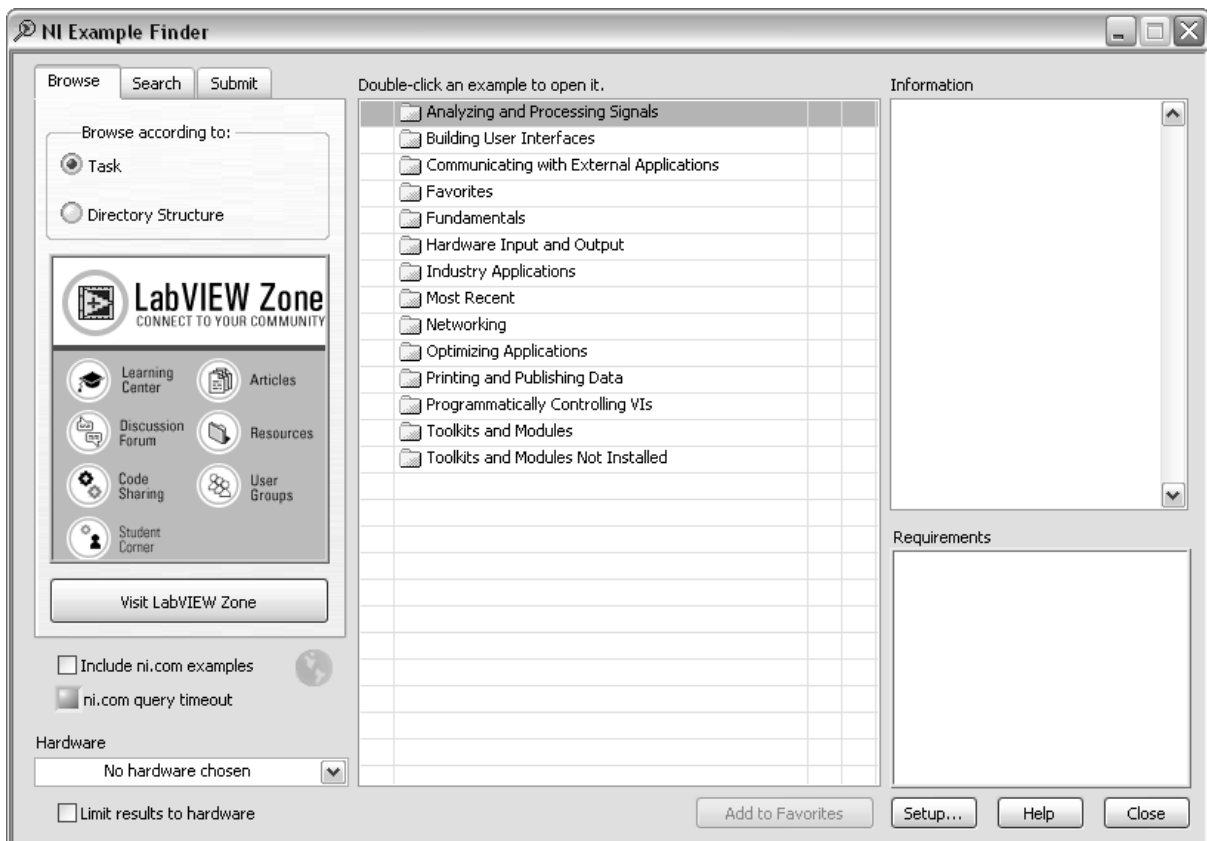 NI Example Finder
Browse
Search
Submit
Browse according to:
Task
Directory Structure
LabVIEW Zone
CONNECT TO YOUR COMMUNITY
Learning Center
Articles
Discussion Forum
Resources
Code Sharing
User Groups
Student Corner
Visit LabVIEW Zone
Include ni.com examples
ni.com query timeout
Hardware
No hardware chosen
Limit results to hardware
Double-click an example to open it.
Analyzing and Processing Signals
Building User Interfaces
Communicating with External Applications
Favorites
Fundamentals
Hardware Input and Output
Industry Applications
Most Recent
Networking
Optimizing Applications
Printing and Publishing Data
Programmatically Controlling VIs
Toolkits and Modules
Toolkits and Modules Not Installed
Information
Requirements
Add to Favorites
Setup...
Help
Close